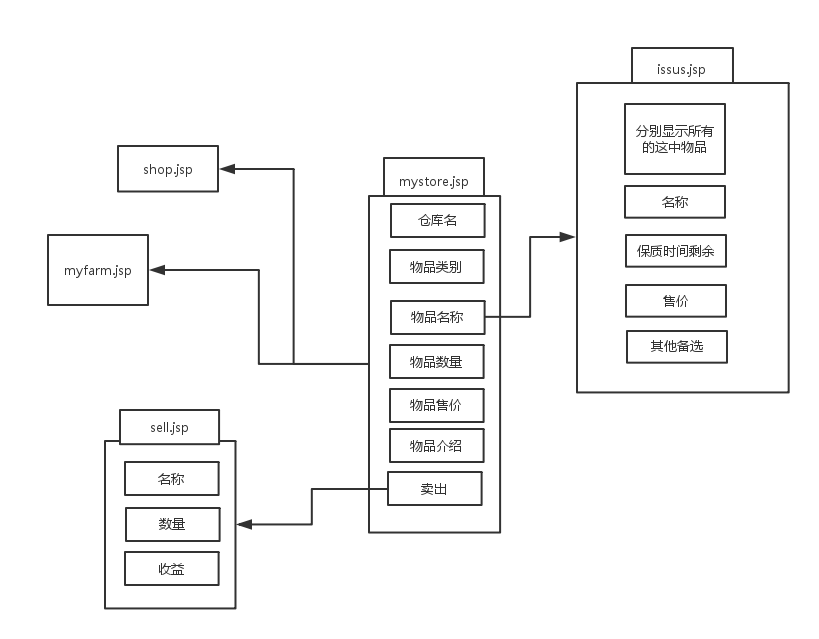 issus.jsp
分别显示所有
的这中物品
名称
保质时间剩余
售价
其他备选
shop.jsp
myfarm.jsp
mystore.jsp
仓库名
物品类别
物品名称
物品数量
物品售价
物品介绍
卖出
sell.jsp
名称
数量
收益